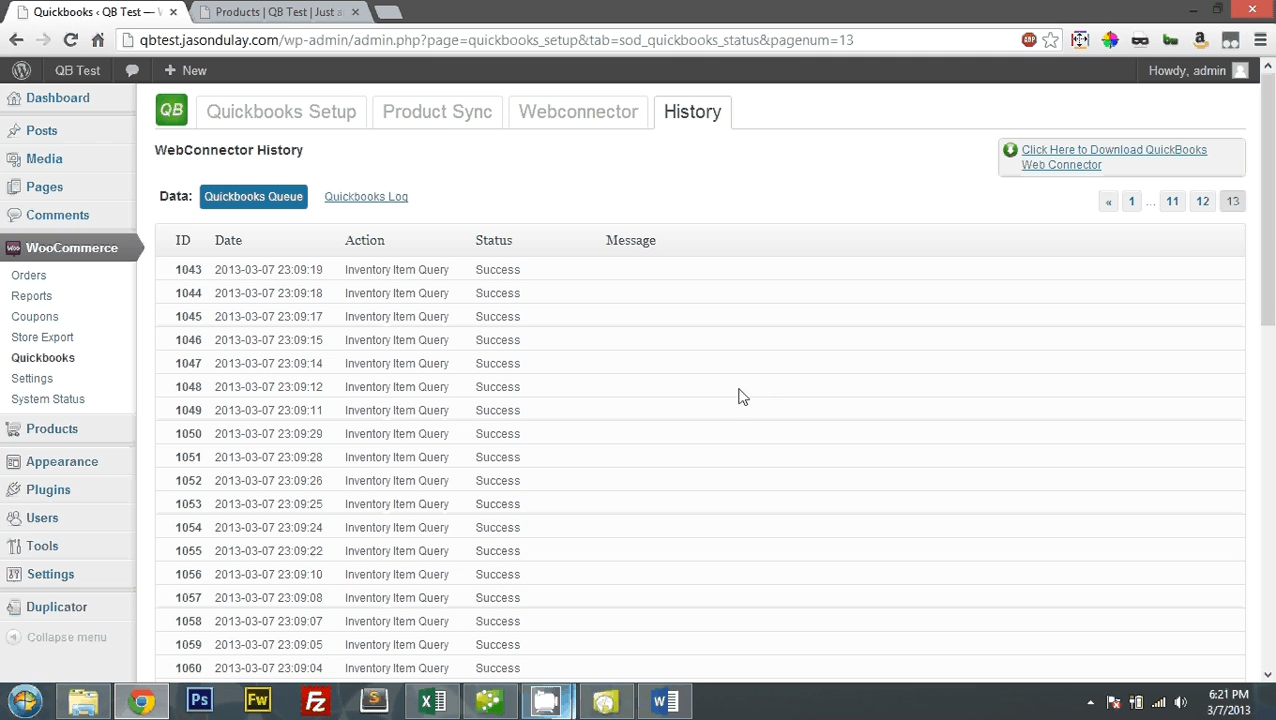 Quickbooks ‹ QB Test — W
Products | QB Test | Just a
qbtest.jasondulay.com/wp-admin/admin.php?page=quickbooks_setup&tab=sod_quickbooks_status&pagenum=13
ABP
QB Test
+ New
Howdy, admin
Dashboard
Posts
Media
Pages
Comments
WooCommerce
Orders
Reports
Coupons
Store Export
Quickbooks
Settings
System Status
Products
Appearance
Plugins
Users
Tools
Settings
Duplicator
Collapse menu
QB
Quickbooks Setup
Product Sync
Webconnector
History
WebConnector History
Click Here to Download QuickBooks
Web Connector
Data: Quickbooks Queue Quickbooks Log
« 1 ... 11 12 13
ID Date Action Status Message
1043 2013-03-07 23:09:19 Inventory Item Query Success
1044 2013-03-07 23:09:18 Inventory Item Query Success
1045 2013-03-07 23:09:17 Inventory Item Query Success
1046 2013-03-07 23:09:15 Inventory Item Query Success
1047 2013-03-07 23:09:14 Inventory Item Query Success
1048 2013-03-07 23:09:12 Inventory Item Query Success
1049 2013-03-07 23:09:11 Inventory Item Query Success
1050 2013-03-07 23:09:29 Inventory Item Query Success
1051 2013-03-07 23:09:28 Inventory Item Query Success
1052 2013-03-07 23:09:26 Inventory Item Query Success
1053 2013-03-07 23:09:25 Inventory Item Query Success
1054 2013-03-07 23:09:24 Inventory Item Query Success
1055 2013-03-07 23:09:22 Inventory Item Query Success
1056 2013-03-07 23:09:10 Inventory Item Query Success
1057 2013-03-07 23:09:08 Inventory Item Query Success
1058 2013-03-07 23:09:07 Inventory Item Query Success
1059 2013-03-07 23:09:05 Inventory Item Query Success
1060 2013-03-07 23:09:04 Inventory Item Query Success
Ps
Fw
Fz
S
X
W
6:21 PM
3/7/2013